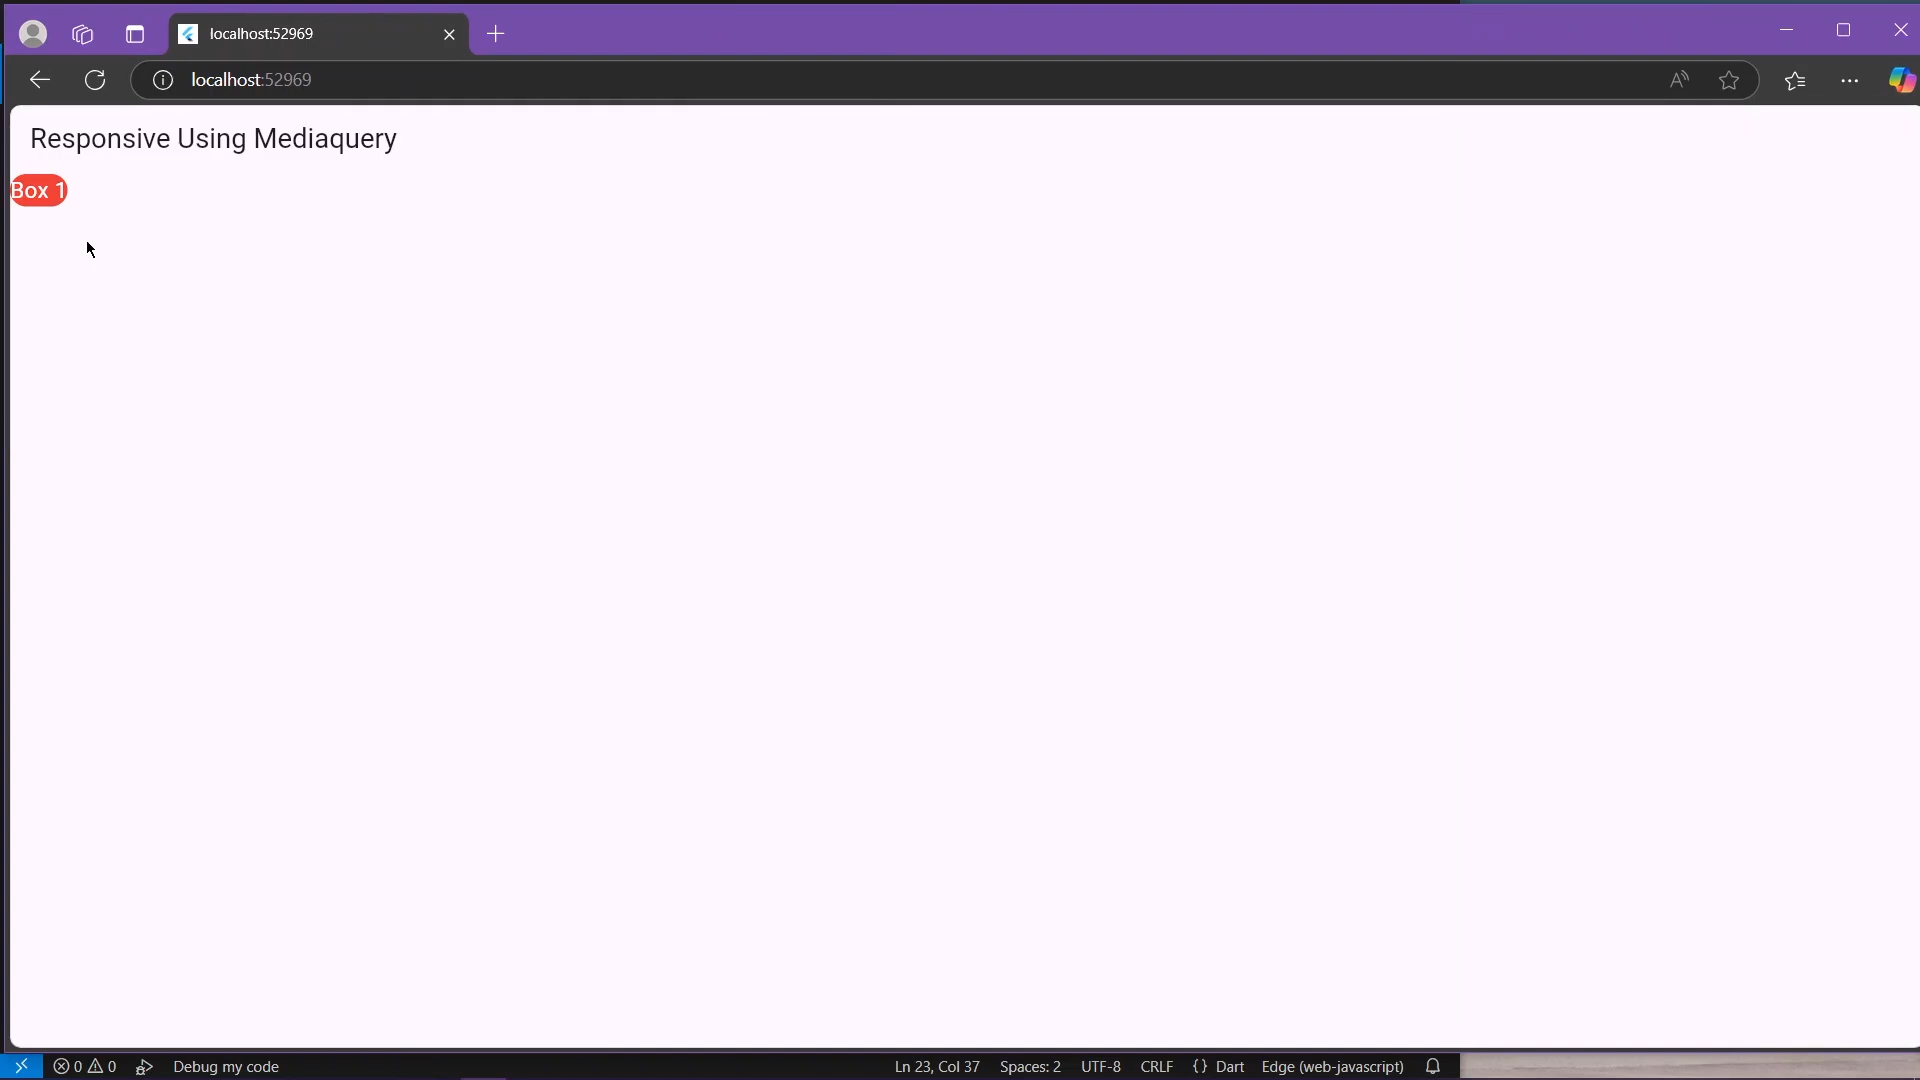 localhost:52969
localhost:52969
Responsive Using Mediaquery
Box 1
0 0 Debug my code Ln 23, Col 37 Spaces: 2 UTF-8 CRLF {} Dart Edge (web-javascript)